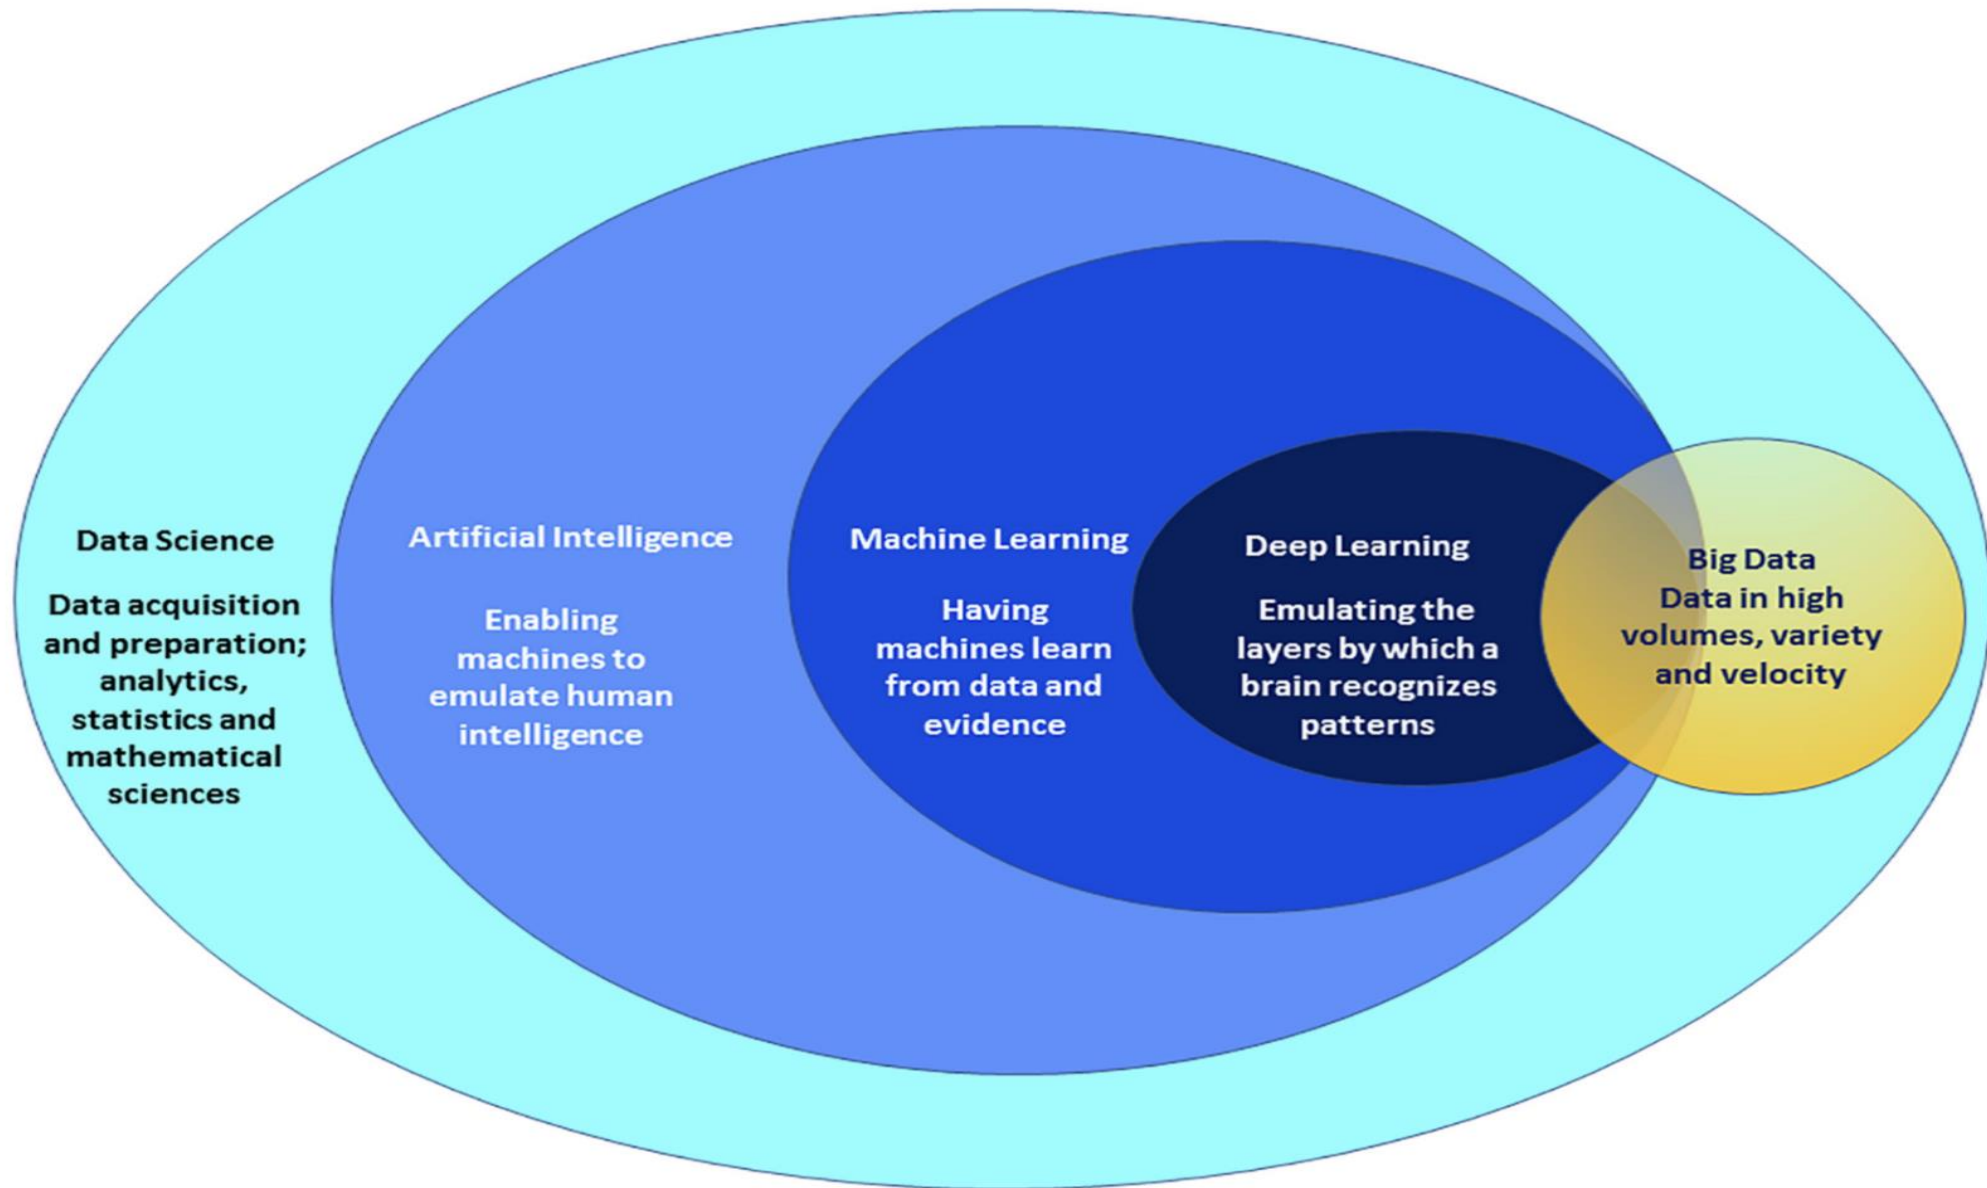 Data Science
Data acquisition
and preparation;
analytics,
statistics and
mathematical
sciences
Artificial Intelligence
Enabling
machines to
emulate human
intelligence
Machine Learning
Having
machines learn
from data and
evidence
Deep Learning
Emulating the
layers by which a
brain recognizes
patterns
Big Data
Data in high
volumes, variety
and velocity